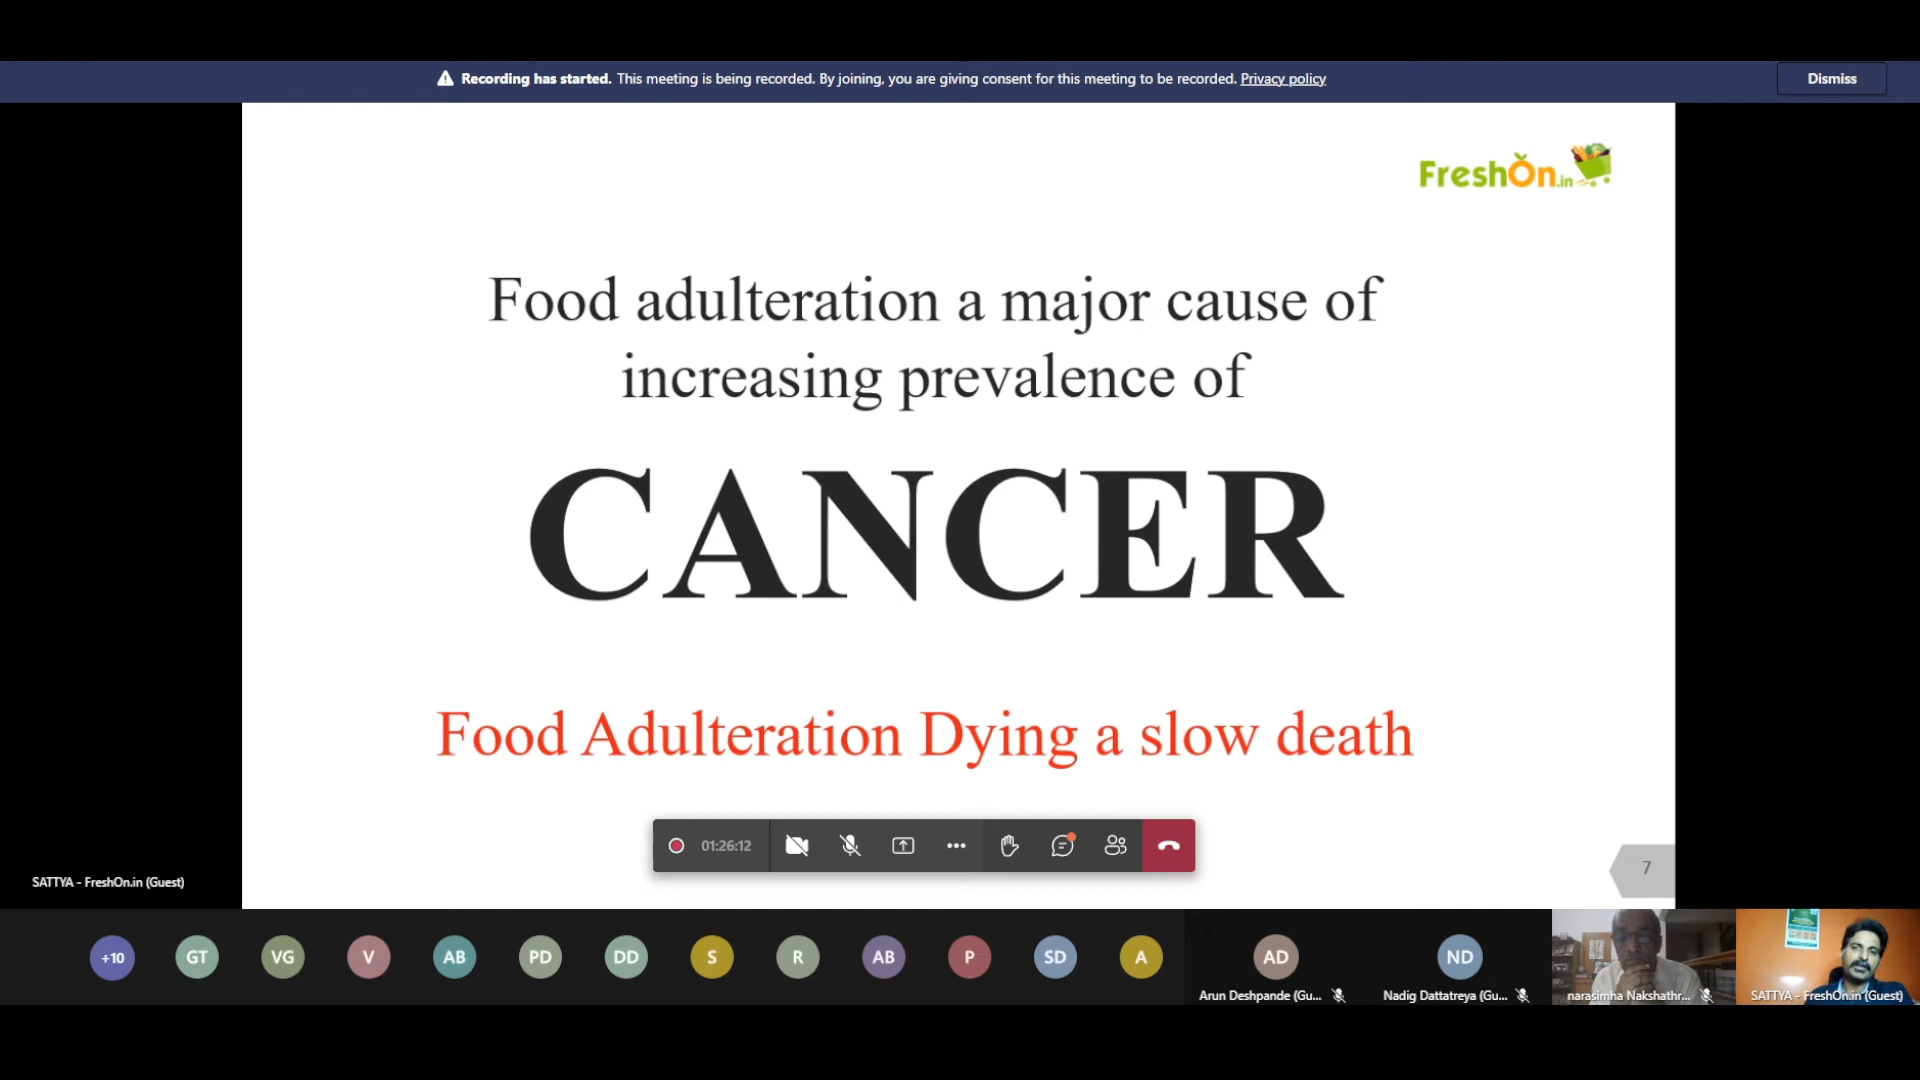 Recording has started. This meeting is being recorded. By joining, you are giving consent for this meeting to be recorded. Privacy policy
Dismiss
FreshOn.in
Food adulteration a major cause of
increasing prevalence of
CANCER
Food Adulteration Dying a slow death
01:26:12
7
SATTYA - FreshOn.in (Guest)
+10
GT
VG
V
AB
PD
DD
S
R
AB
P
SD
A
AD
ND
Arun Deshpande (Gu...
Nadig Dattatreya (Gu...
narasimha Nakshathr...
SATTYA - FreshOn.in (Guest)